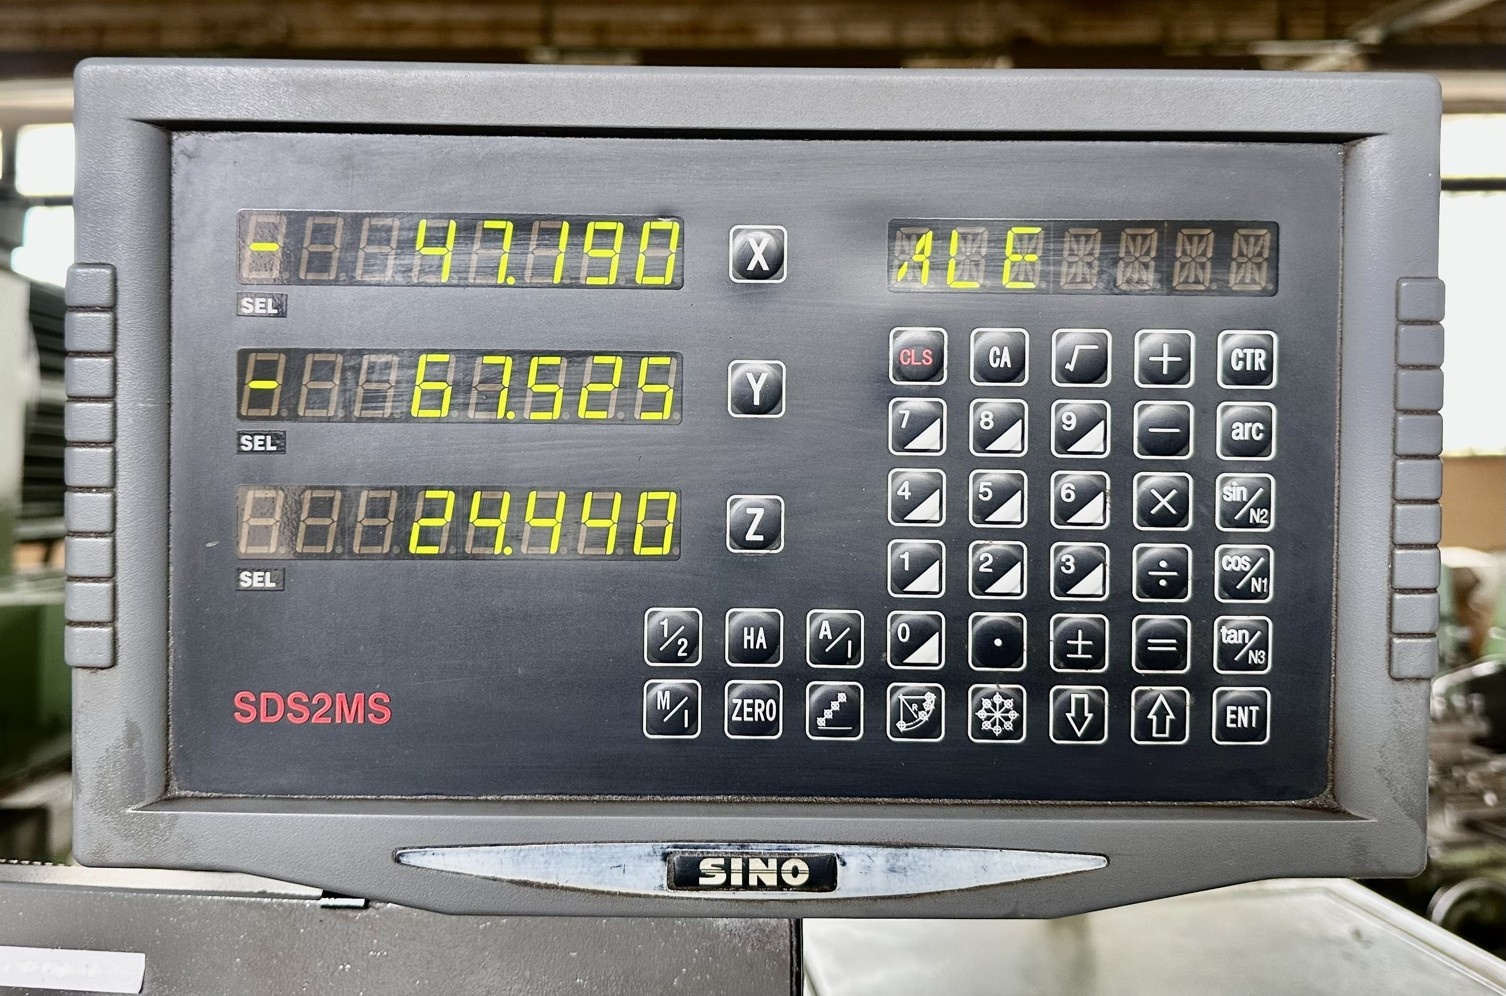 - 47.190 X ALE
SEL
- 67.525 Y
SEL
24.440 Z
SEL
CLS CA √ + CTR
7 8 9 − arc
4 5 6 × sin/N2
1 2 3 ÷ cos/N1
1/2 HA A/I 0 . ± = tan/N3
SDS2MS M/I ZERO R ENT
SINO